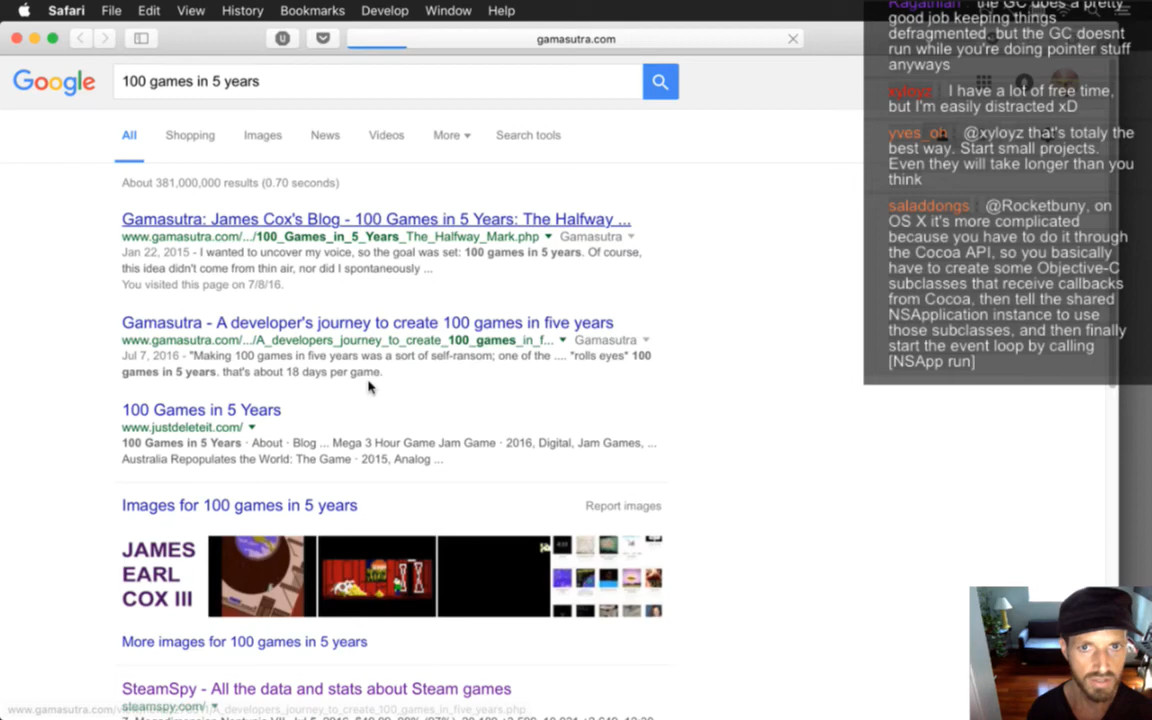 Safari File Edit View History Bookmarks Develop Window Help
gamasutra.com
Google 100 games in 5 years
All Shopping Images News Videos More Search tools
About 381,000,000 results (0.70 seconds)
Gamasutra: James Cox's Blog - 100 Games in 5 Years: The Halfway ...
www.gamasutra.com/.../100_Games_in_5_Years_The_Halfway_Mark.php Gamasutra
Jan 22, 2015 - I wanted to uncover my voice, so the goal was set: 100 games in 5 years. Of course,
this idea didn't come from thin air, nor did I spontaneously ...
You visited this page on 7/8/16.
Gamasutra - A developer's journey to create 100 games in five years
www.gamasutra.com/.../A_developers_journey_to_create_100_games_in_f... Gamasutra
Jul 7, 2016 - "Making 100 games in five years was a sort of self-ransom; one of the .... "rolls eyes" 100
games in 5 years. that's about 18 days per game.
100 Games in 5 Years
www.justdeleteit.com/
100 Games in 5 Years · About · Blog ... Mega 3 Hour Game Jam Game · 2016, Digital, Jam Games, ...
Australia Repopulates the World: The Game · 2015, Analog ...
Images for 100 games in 5 years Report images
JAMES
EARL
COX III
More images for 100 games in 5 years
SteamSpy - All the data and stats about Steam games
steamspy.com/
Ragathrian the GC does a pretty
good job keeping things
defragmented, but the GC doesnt
run while you're doing pointer stuff
anyways
xyloyz I have a lot of free time,
but I'm easily distracted xD
yves_oh @xyloyz that's totaly the
best way. Start small projects.
Even they will take longer than you
think
saladdongs @Rocketbuny, on
OS X it's more complicated
because you have to do it through
the Cocoa API, so you basically
have to create some Objective-C
subclasses that receive callbacks
from Cocoa, then tell the shared
NSApplication instance to use
those subclasses, and then finally
start the event loop by calling
[NSApp run]